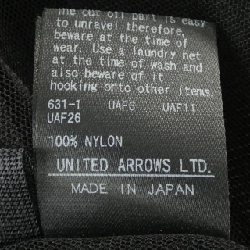 the cut off part is easy
to unravel therefore,
beware at the time of
wear. Use a laundry net
at the time of wash and
also beware of it
hooking onto other items.
631-1 UAF6 UAF11
UAF26
100% NYLON
UNITED ARROWS LTD.
MADE IN JAPAN